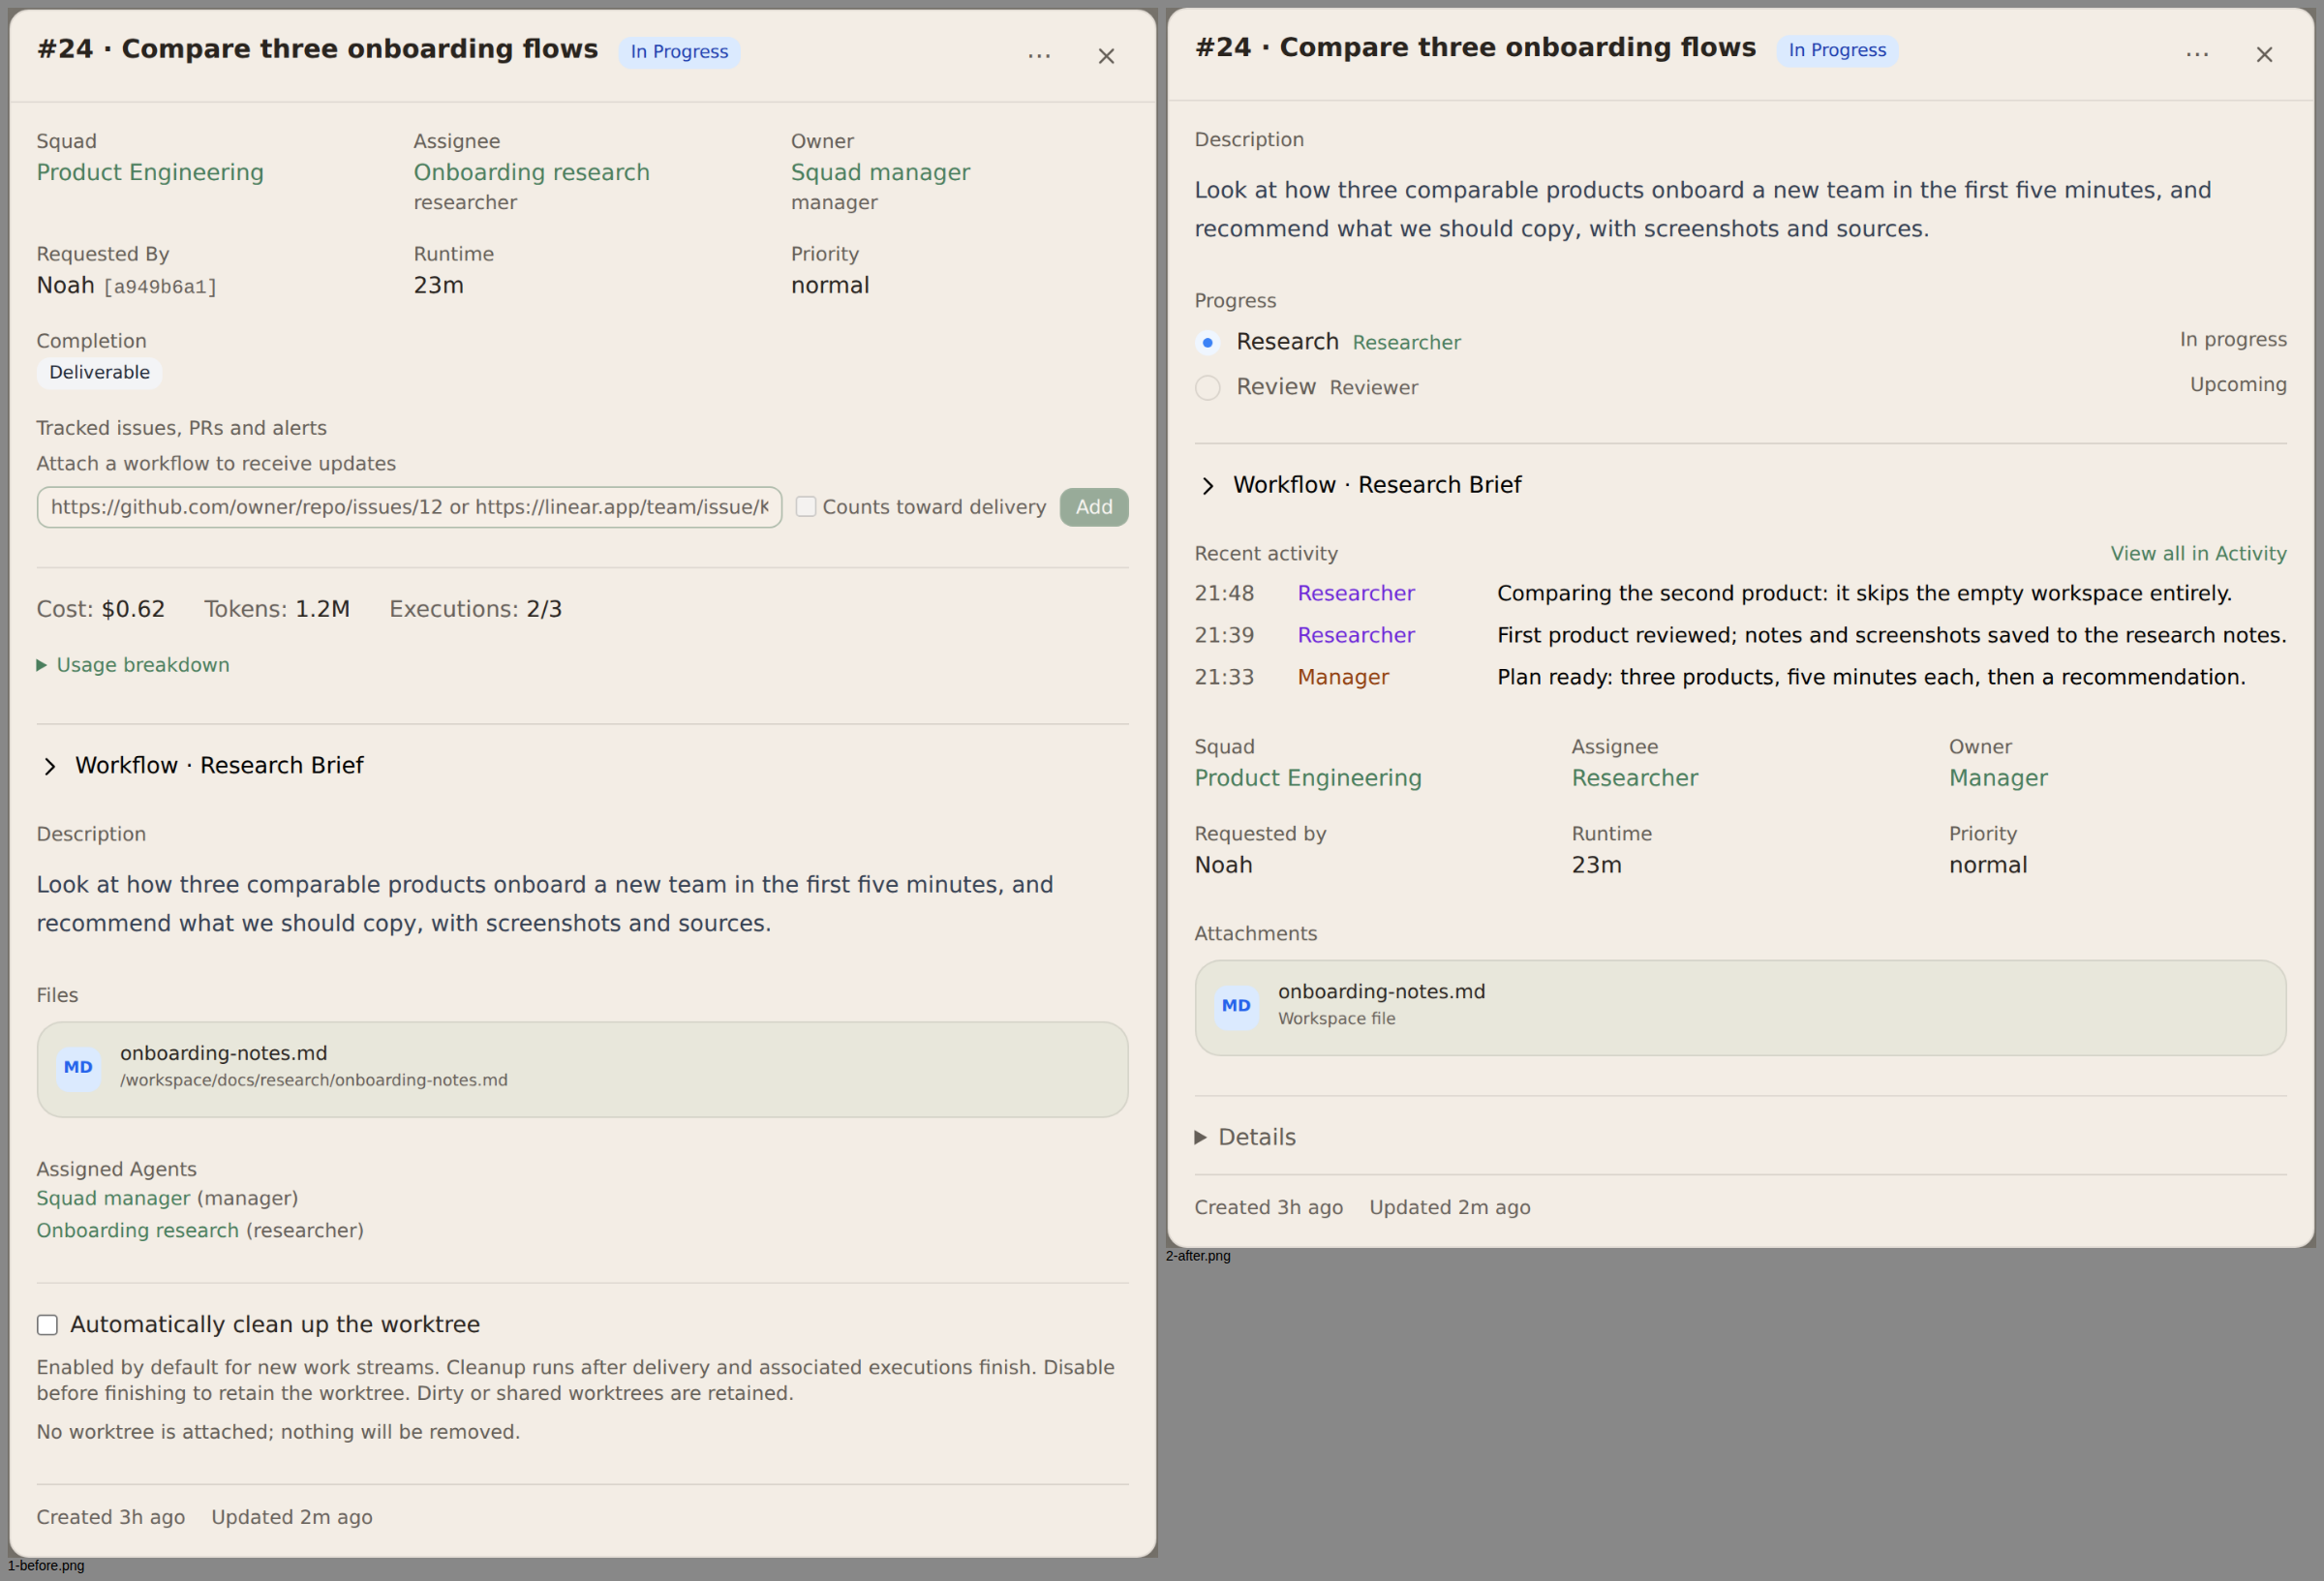 #24 · Compare three onboarding flows In Progress ⋯ ×
Squad Assignee Owner
Product Engineering Onboarding research Squad manager
researcher manager
Requested By Runtime Priority
Noah [a949b6a1] 23m normal
Completion
Deliverable
Tracked issues, PRs and alerts
Attach a workflow to receive updates
https://github.com/owner/repo/issues/12 or https://linear.app/team/issue/k Counts toward delivery Add
Cost: $0.62 Tokens: 1.2M Executions: 2/3
Usage breakdown
Workflow · Research Brief
Description
Look at how three comparable products onboard a new team in the first five minutes, and
recommend what we should copy, with screenshots and sources.
Files
MD onboarding-notes.md
/workspace/docs/research/onboarding-notes.md
Assigned Agents
Squad manager (manager)
Onboarding research (researcher)
Automatically clean up the worktree
Enabled by default for new work streams. Cleanup runs after delivery and associated executions finish. Disable
before finishing to retain the worktree. Dirty or shared worktrees are retained.
No worktree is attached; nothing will be removed.
Created 3h ago Updated 2m ago
1-before.png
#24 · Compare three onboarding flows In Progress ⋯ ×
Description
Look at how three comparable products onboard a new team in the first five minutes, and
recommend what we should copy, with screenshots and sources.
Progress
Research Researcher In progress
Review Reviewer Upcoming
Workflow · Research Brief
Recent activity View all in Activity
21:48 Researcher Comparing the second product: it skips the empty workspace entirely.
21:39 Researcher First product reviewed; notes and screenshots saved to the research notes.
21:33 Manager Plan ready: three products, five minutes each, then a recommendation.
Squad Assignee Owner
Product Engineering Researcher Manager
Requested by Runtime Priority
Noah 23m normal
Attachments
MD onboarding-notes.md
Workspace file
Details
Created 3h ago Updated 2m ago
2-after.png